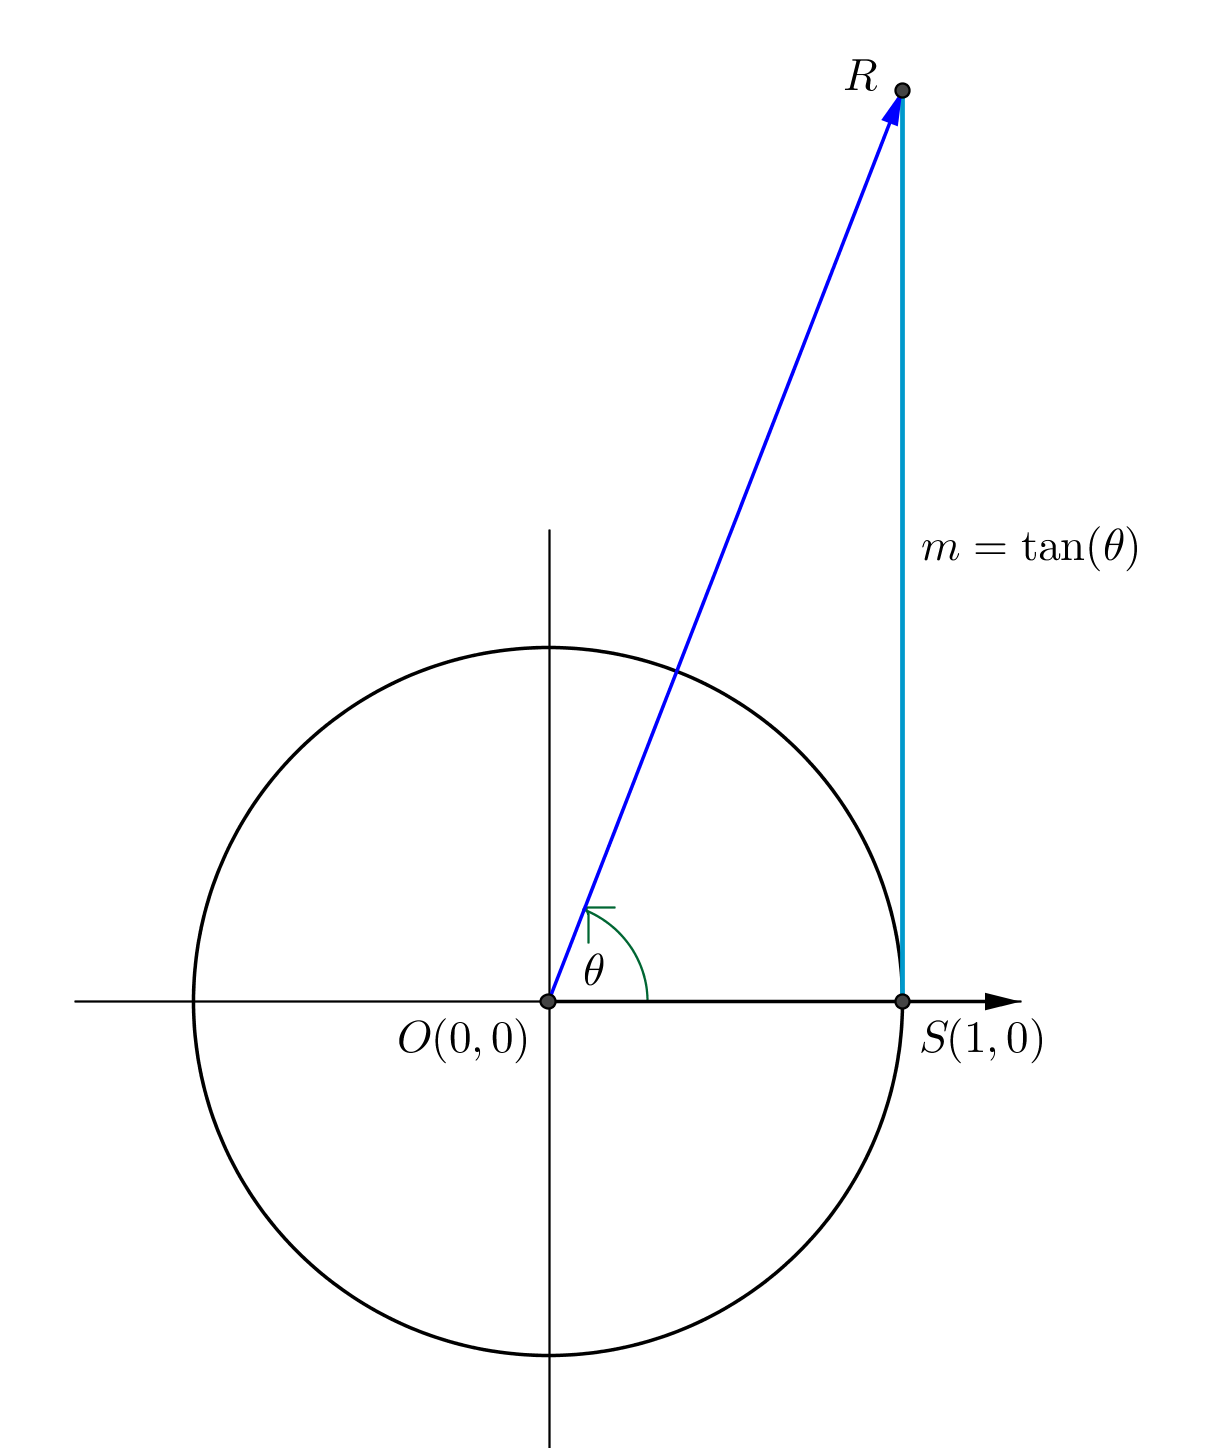 R
m = tan(θ)
θ
O(0, 0)
S(1, 0)